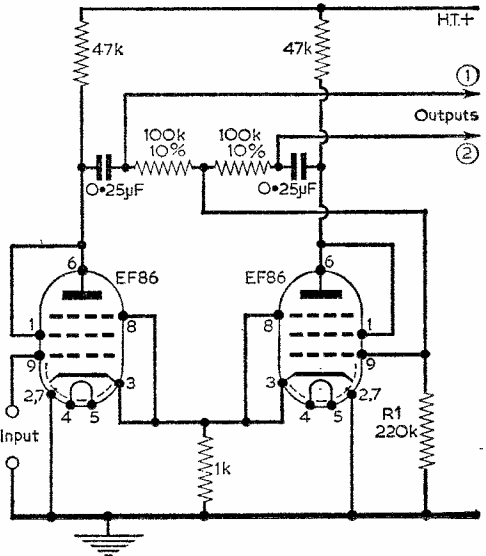 H.T.+
47k
47k
1
Outputs
2
100k
10%
100k
10%
0·25µF
0·25µF
6
EF86
EF86
6
1
8
8
1
9
9
3
3
2,7
4
5
4
5
2,7
Input
1k
R1
220k